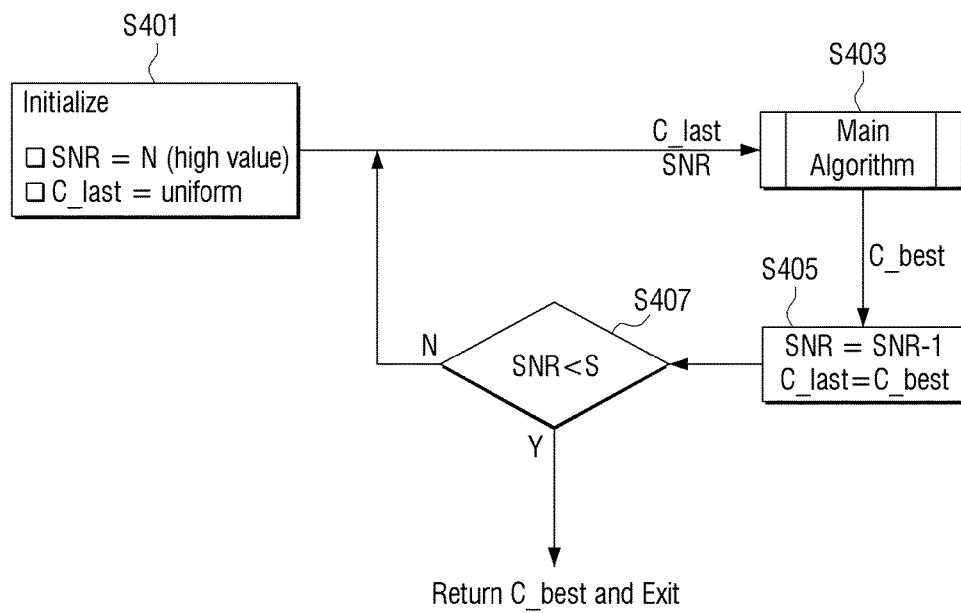 S401
Initialize
❏ SNR = N (high value)
❏ C_last = uniform
C_last
SNR
S403
Main
Algorithm
C_best
S405
SNR = SNR-1
C_last=C_best
S407
SNR<S
N
Y
Return C_best and Exit